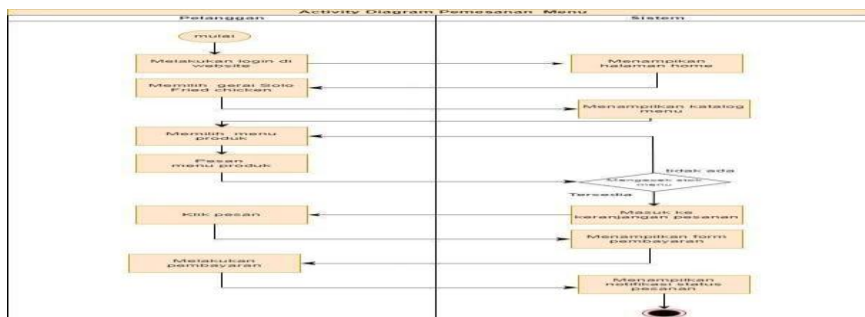 Activity Diagram Pemesanan Menu
Pelanggan
Sistem
mulai
Melakukan login di
website
Menampilkan
halaman home
Memilih gerai Solo
Fried chicken
Menampilkan katalog
menu
Memilih menu
produk
Pesan
menu produk
tidak ada
menu
Tersedia
Klik pesan
Masuk ke
keranjangan pesanan
Menampilkan form
pembayaran
Melakukan
pembayaran
Menampilkan
notifikasi status
pesanan